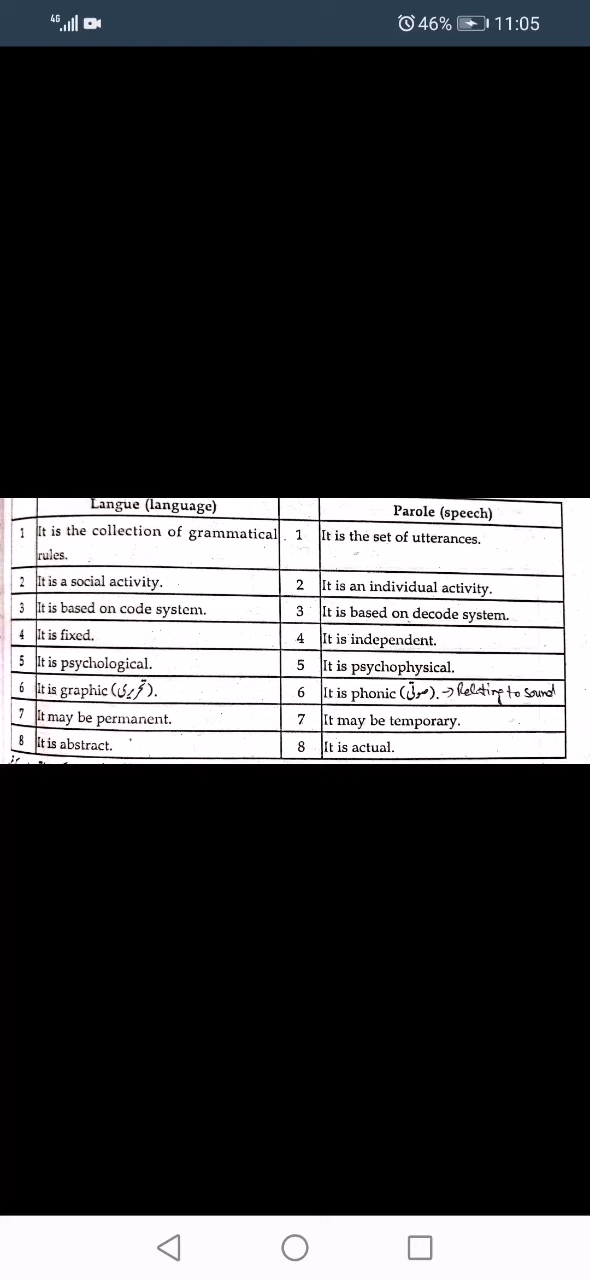 4G 46% 11:05
Langue (language) Parole (speech)
1 It is the collection of grammatical 1 It is the set of utterances.
rules.
2 It is a social activity. 2 It is an individual activity.
3 It is based on code system. 3 It is based on decode system.
4 It is fixed. 4 It is independent.
5 It is psychological. 5 It is psychophysical.
6 It is graphic (تحریری). 6 It is phonic (صوتی). → Relating to sound
7 It may be permanent. 7 It may be temporary.
8 It is abstract. 8 It is actual.